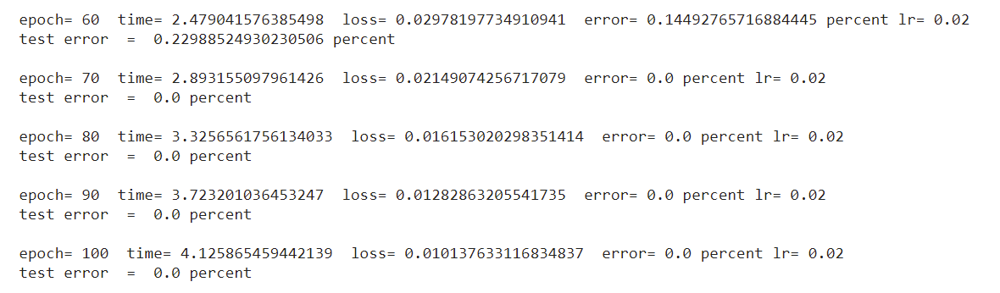 epoch= 60  time= 2.479041576385498  loss= 0.02978197734910941  error= 0.14492765716884445 percent lr= 0.02
test error  =  0.22988524930230506 percent
epoch= 70  time= 2.893155097961426  loss= 0.02149074256717079  error= 0.0 percent lr= 0.02
test error  =  0.0 percent
epoch= 80  time= 3.3256561756134033  loss= 0.016153020298351414  error= 0.0 percent lr= 0.02
test error  =  0.0 percent
epoch= 90  time= 3.723201036453247  loss= 0.01282863205541735  error= 0.0 percent lr= 0.02
test error  =  0.0 percent
epoch= 100  time= 4.125865459442139  loss= 0.010137633116834837  error= 0.0 percent lr= 0.02
test error  =  0.0 percent